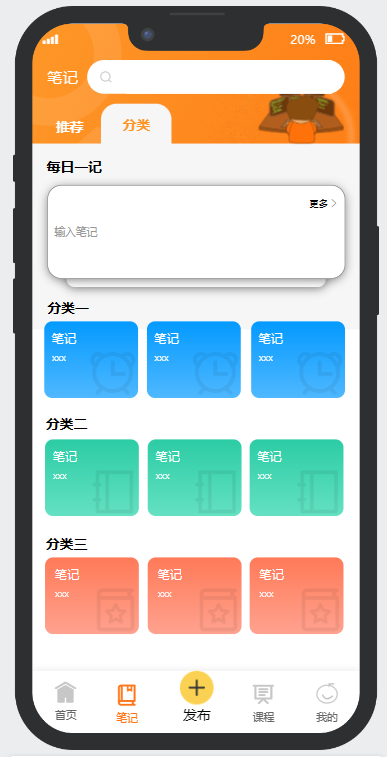 20%
笔记
推荐 分类
每日一记
更多
输入笔记
分类一
笔记 笔记 笔记
xxx xxx xxx
分类二
笔记 笔记 笔记
xxx xxx xxx
分类三
笔记 笔记 笔记
xxx xxx xxx
首页 笔记 发布 课程 我的